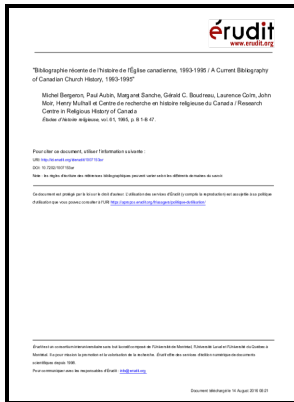 érudit
www.erudit.org
"Bibliographie récente de l'histoire de l'Église canadienne, 1993-1995 / A Current Bibliography
of Canadian Church History, 1993-1995"
Michel Bergeron, Paul Aubin, Margaret Sanche, Gérald C. Boudreau, Laurence Colm, John
Moir, Henry Mulhall et Centre de recherche en histoire religieuse du Canada / Research
Centre in Religious History of Canada
Études d'histoire religieuse, vol. 61, 1995, p. B 1-B 47.
Pour citer ce document, utiliser l'information suivante :
URI:
DOI:
Note : les règles d'écriture des références bibliographiques peuvent varier selon les différents domaines du savoir.
Ce document est protégé par la loi sur le droit d'auteur. L'utilisation des services d'Érudit (y compris la reproduction) est assujettie à sa politique
d'utilisation que vous pouvez consulter à l'URI
Érudit est un consortium interuniversitaire sans but lucratif composé de l'Université de Montréal, l'Université Laval et l'Université du Québec à
Montréal. Il a pour mission la promotion et la valorisation de la recherche. Érudit offre des services d'édition numérique de documents
scientifiques depuis 1998.
Pour communiquer avec les responsables d'Érudit :
Document téléchargé le 14 August 2016 08:21